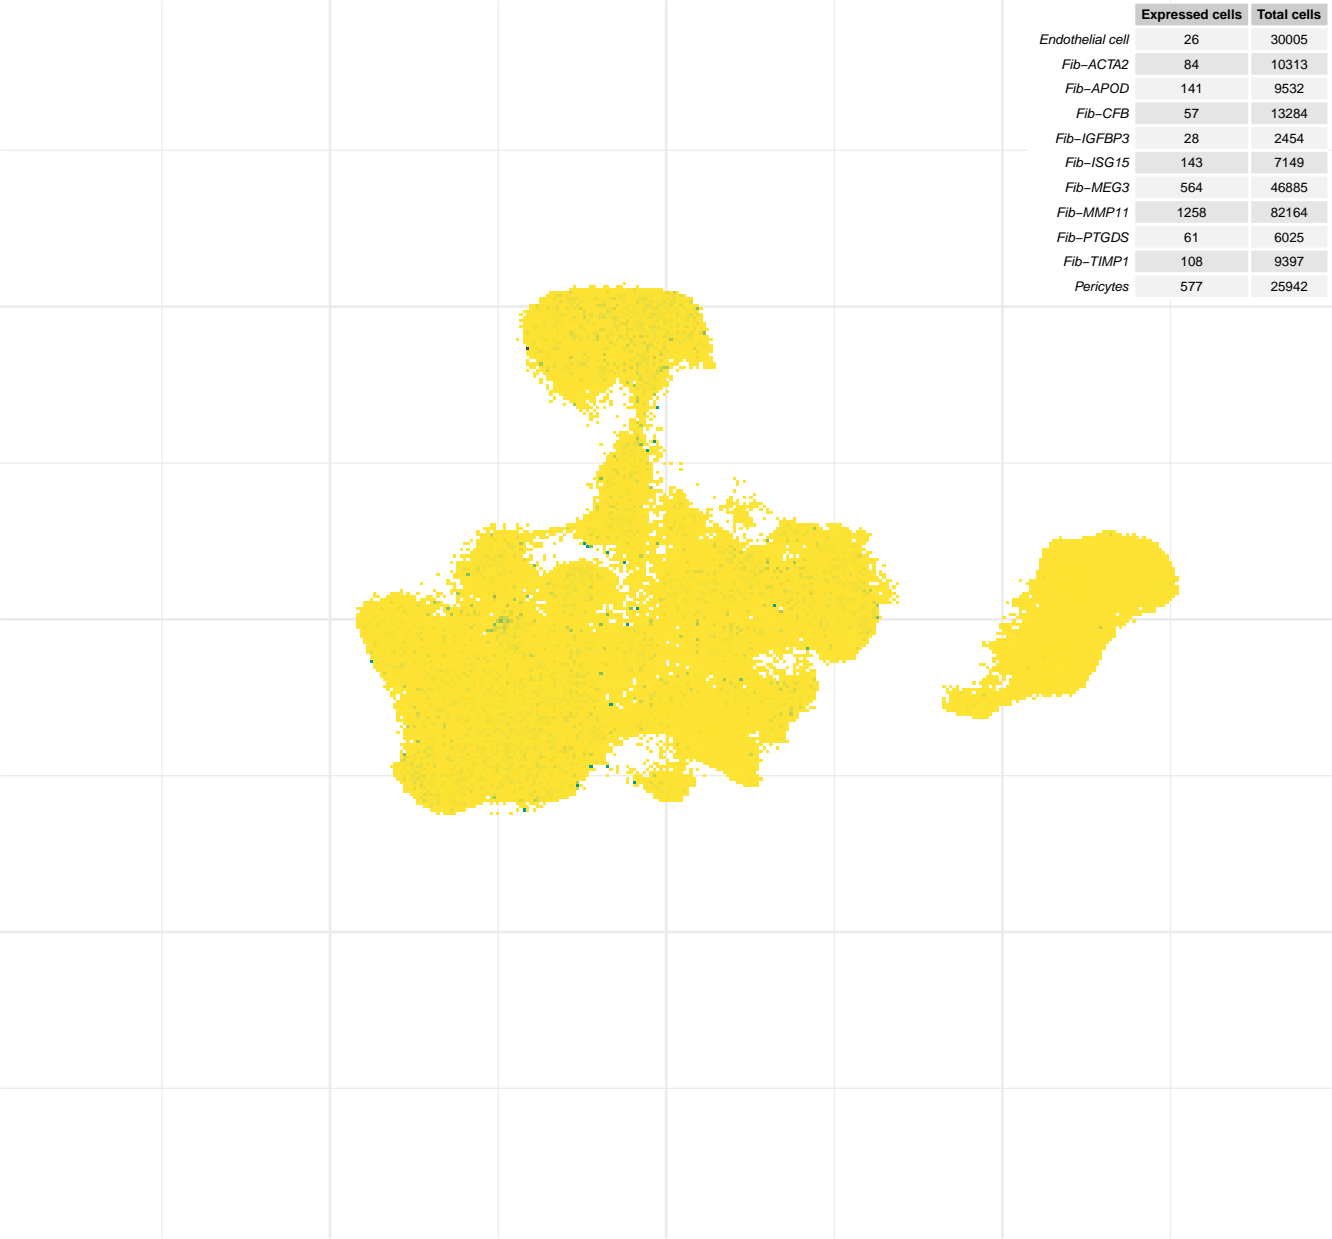 Expressed cells Total cells
Endothelial cell 26 30005
Fib−ACTA2 84 10313
Fib−APOD 141 9532
Fib−CFB 57 13284
Fib−IGFBP3 28 2454
Fib−ISG15 143 7149
Fib−MEG3 564 46885
Fib−MMP11 1258 82164
Fib−PTGDS 61 6025
Fib−TIMP1 108 9397
Pericytes 577 25942